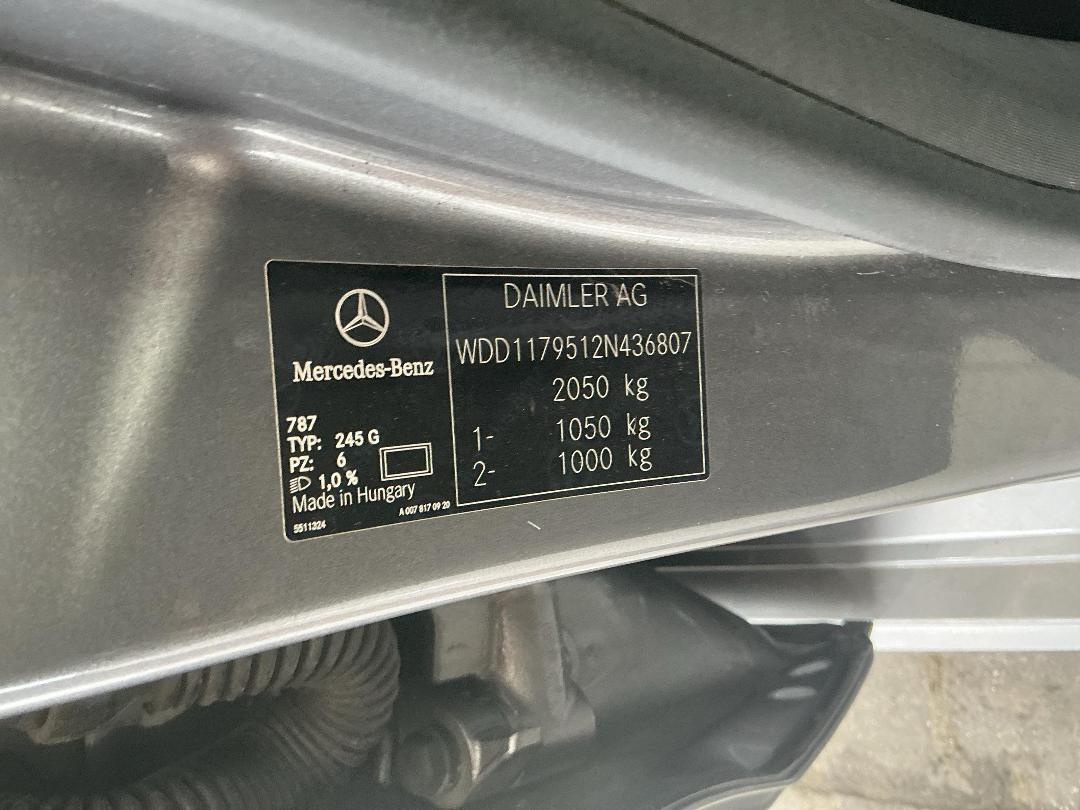 Mercedes-Benz
787
TYP: 245 G
PZ: 6
1,0 %
Made in Hungary
5511324
A 007 817 09 20
DAIMLER AG
WDD1179512N436807
2050 kg
1- 1050 kg
2- 1000 kg